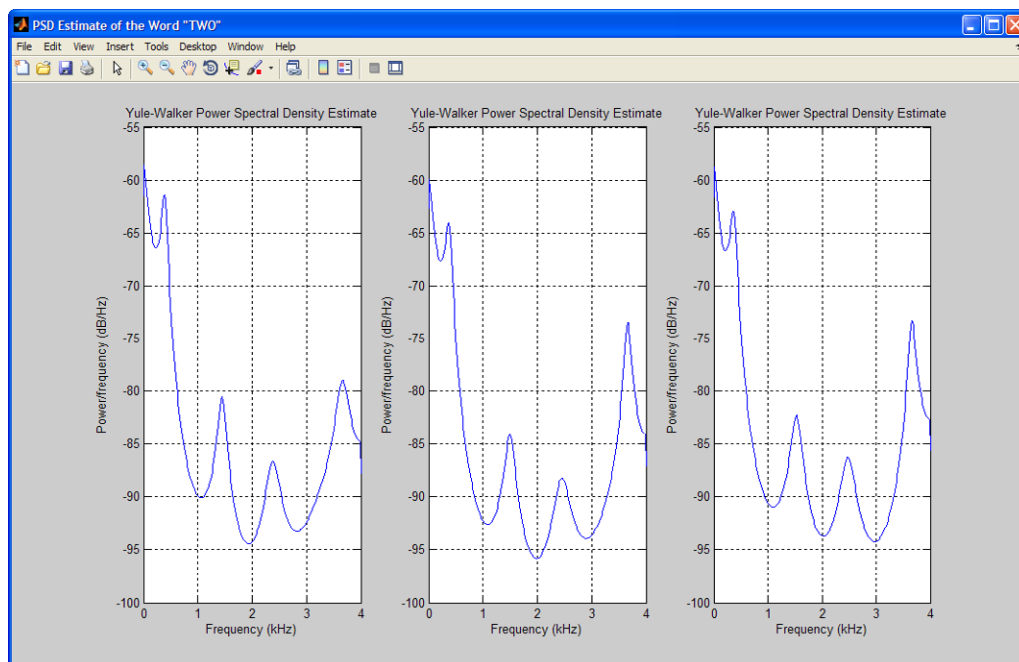 PSD Estimate of the Word "TWO"
File Edit View Insert Tools Desktop Window Help
Yule-Walker Power Spectral Density Estimate
Power/frequency (dB/Hz)
-55
-60
-65
-70
-75
-80
-85
-90
-95
-100
0 1 2 3 4
Frequency (kHz)
Yule-Walker Power Spectral Density Estimate
Power/frequency (dB/Hz)
-55
-60
-65
-70
-75
-80
-85
-90
-95
-100
0 1 2 3 4
Frequency (kHz)
Yule-Walker Power Spectral Density Estimate
Power/frequency (dB/Hz)
-55
-60
-65
-70
-75
-80
-85
-90
-95
-100
0 1 2 3 4
Frequency (kHz)